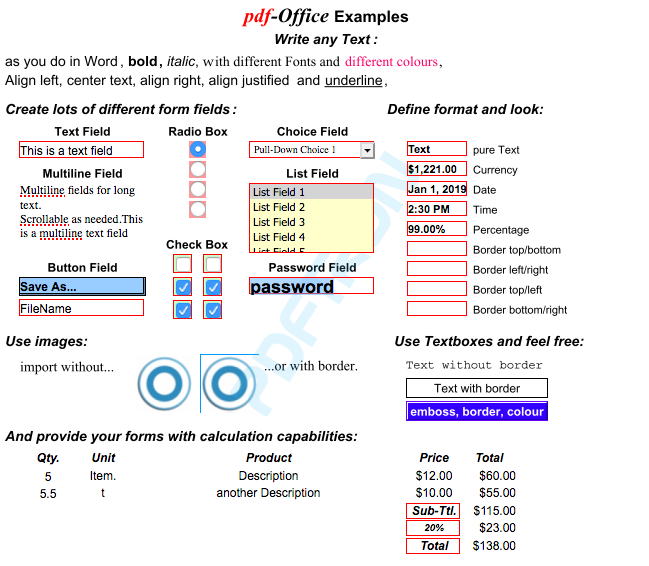 pdf-Office Examples
Write any Text :
as you do in Word , bold, italic, with different Fonts and different colours,
Align left, center text, align right, align justified and underline,
Create lots of different form fields :
Define format and look:
Text Field
Radio Box
Choice Field
This is a text field
Pull-Down Choice 1
Text pure Text
$1,221.00 Currency
Multiline Field
List Field
Multiline fields for long
text.
Scrollable as needed.This
is a multiline text field
List Field 1
List Field 2
List Field 3
List Field 4
List Field 5
Jan 1, 2019 Date
2:30 PM Time
99.00% Percentage
Border top/bottom
Border left/right
Border top/left
Border bottom/right
Check Box
Button Field
Password Field
Save As...
password
FileName
Use images:
Use Textboxes and feel free:
import without...
...or with border.
Text without border
Text with border
emboss, border, colour
PDFTRON
And provide your forms with calculation capabilities:
Qty. Unit Product Price Total
5 Item. Description $12.00 $60.00
5.5 t another Description $10.00 $55.00
Sub-Ttl. $115.00
20% $23.00
Total $138.00